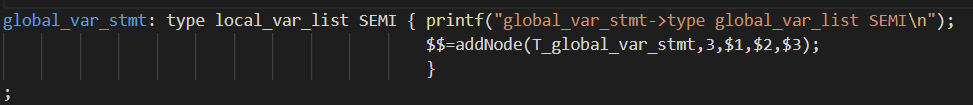 global_var_stmt: type local_var_list SEMI { printf("global_var_stmt->type global_var_list SEMI\n");
$$=addNode(T_global_var_stmt,3,$1,$2,$3);
}
;